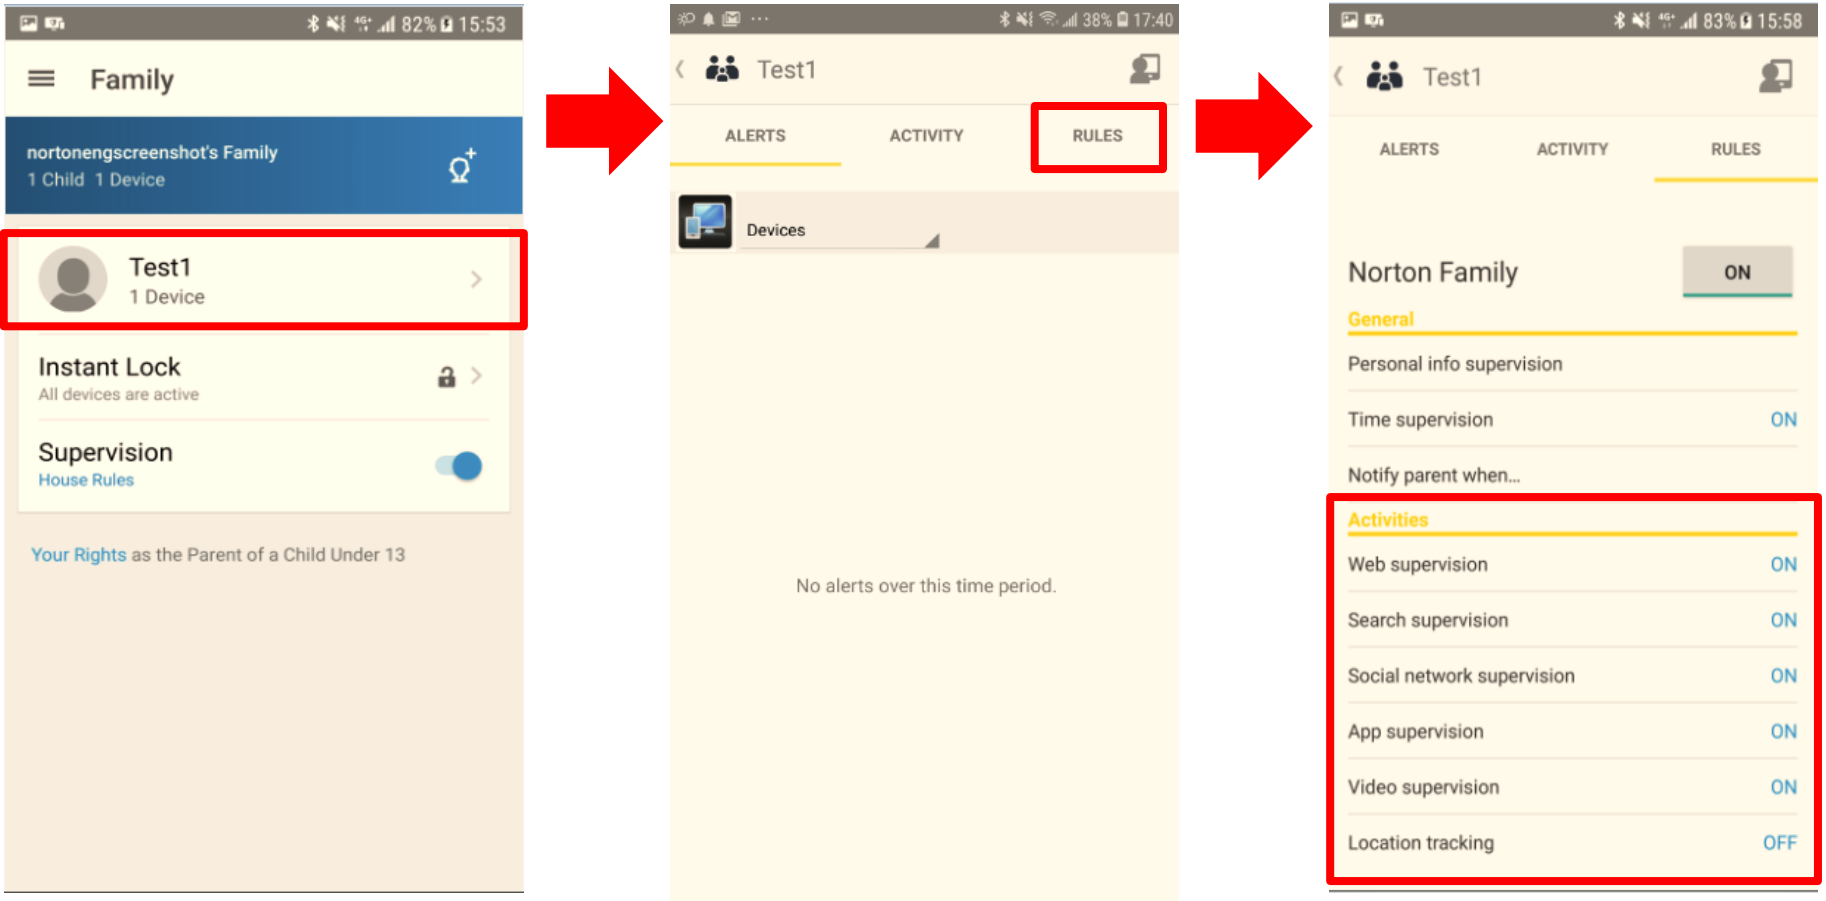 82% 15:53
Family
nortonengscreenshot's Family
1 Child 1 Device
Test1
1 Device
Instant Lock
All devices are active
Supervision
House Rules
Your Rights as the Parent of a Child Under 13
38% 17:40
Test1
ALERTS ACTIVITY RULES
Devices
No alerts over this time period.
4G+ 83% 15:58
Test1
ALERTS ACTIVITY RULES
Norton Family ON
General
Personal info supervision
Time supervision ON
Notify parent when...
Activities
Web supervision ON
Search supervision ON
Social network supervision ON
App supervision ON
Video supervision ON
Location tracking OFF